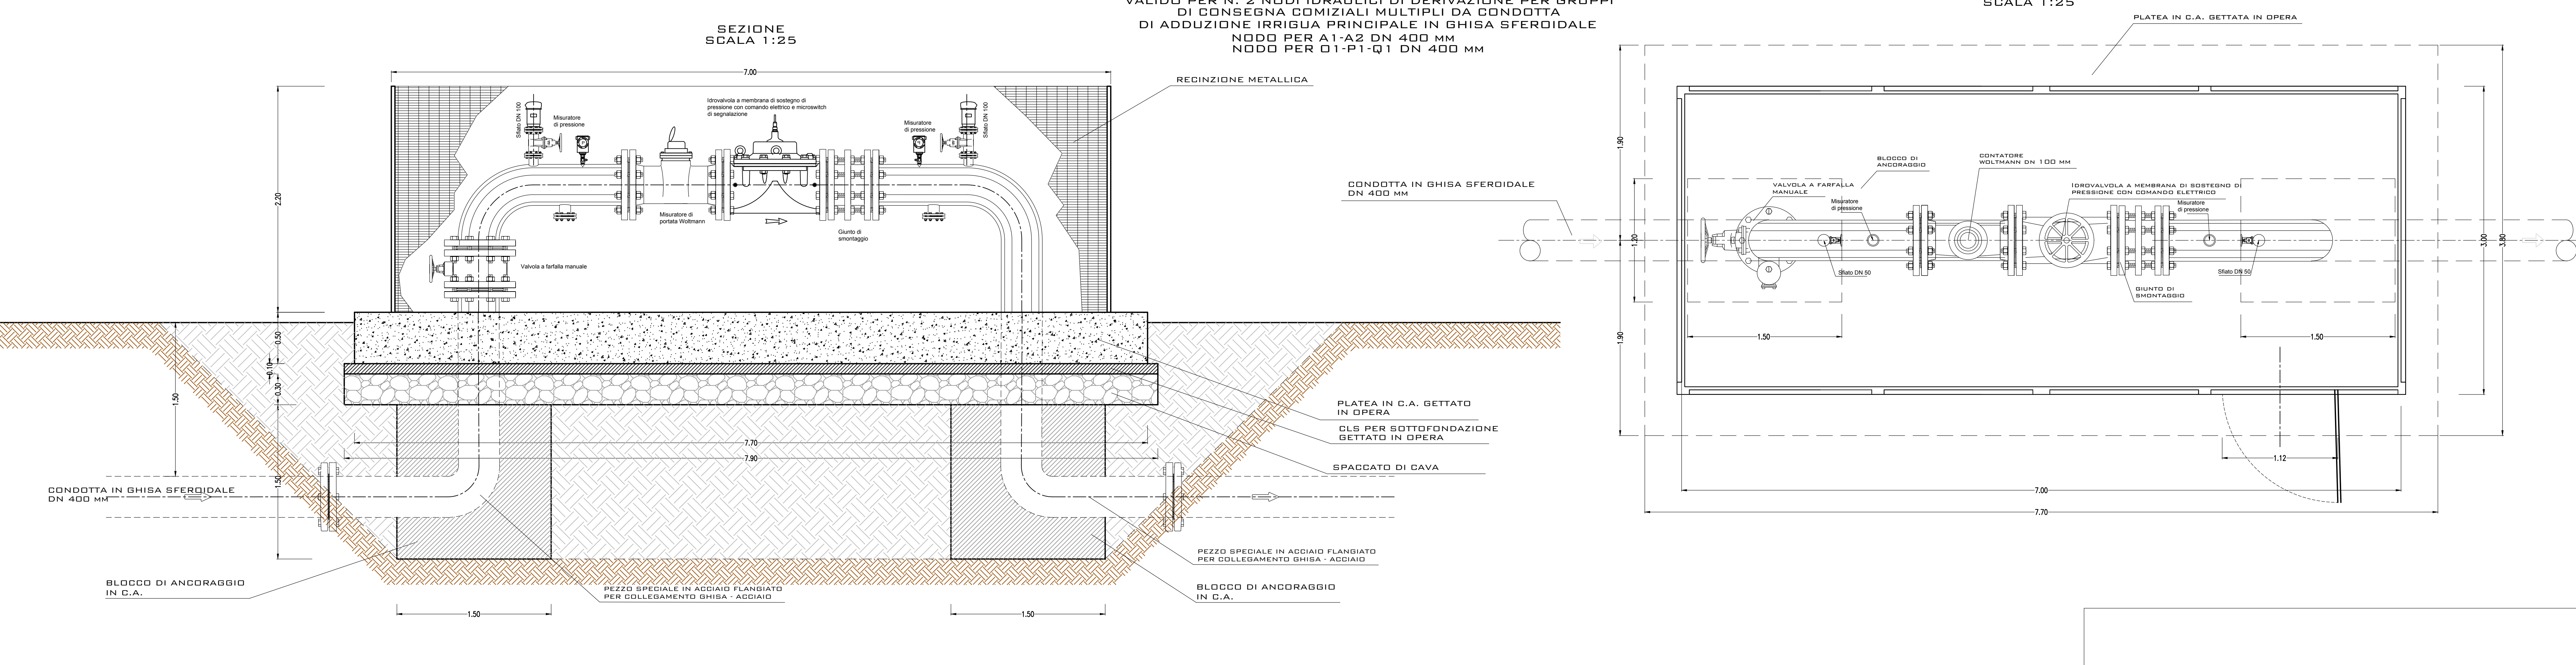 VALIDO PER N. 2 NODI IDRAULICI DI DERIVAZIONE PER GRUPPI
DI CONSEGNA COMIZIALI MULTIPLI DA CONDOTTA
DI ADDUZIONE IRRIGUA PRINCIPALE IN GHISA SFEROIDALE
NODO PER A1-A2 DN 400 MM
NODO PER O1-P1-Q1 DN 400 MM
SEZIONE
SCALA 1:25
7.00
RECINZIONE METALLICA
Sfiato DN 100
Misuratore
di pressione
Idrovalvola a membrana di sostegno di
pressione con comando elettrico e microswitch
di segnalazione
Misuratore
di pressione
Sfiato DN 100
2.20
Misuratore di
portata Woltmann
Giunto di
smontaggio
Valvola a farfalla manuale
0.50
0.10
0.30
1.50
1.50
7.70
7.90
PLATEA IN C.A. GETTATO
IN OPERA
CLS PER SOTTOFONDAZIONE
GETTATO IN OPERA
SPACCATO DI CAVA
CONDOTTA IN GHISA SFEROIDALE
DN 400 MM
BLOCCO DI ANCORAGGIO
IN C.A.
PEZZO SPECIALE IN ACCIAIO FLANGIATO
PER COLLEGAMENTO GHISA - ACCIAIO
PEZZO SPECIALE IN ACCIAIO FLANGIATO
PER COLLEGAMENTO GHISA - ACCIAIO
BLOCCO DI ANCORAGGIO
IN C.A.
1.50
1.50
SCALA 1:25
PLATEA IN C.A. GETTATA IN OPERA
CONDOTTA IN GHISA SFEROIDALE
DN 400 MM
1.90
1.20
1.90
BLOCCO DI
ANCORAGGIO
CONTATORE
WOLTMANN DN 100 MM
VALVOLA A FARFALLA
MANUALE
IDROVALVOLA A MEMBRANA DI SOSTEGNO DI
PRESSIONE CON COMANDO ELETTRICO
Misuratore
di pressione
Misuratore
di pressione
Sfiato DN 50
Sfiato DN 50
GIUNTO DI
SMONTAGGIO
3.00
3.80
1.50
1.50
1.12
7.00
7.70